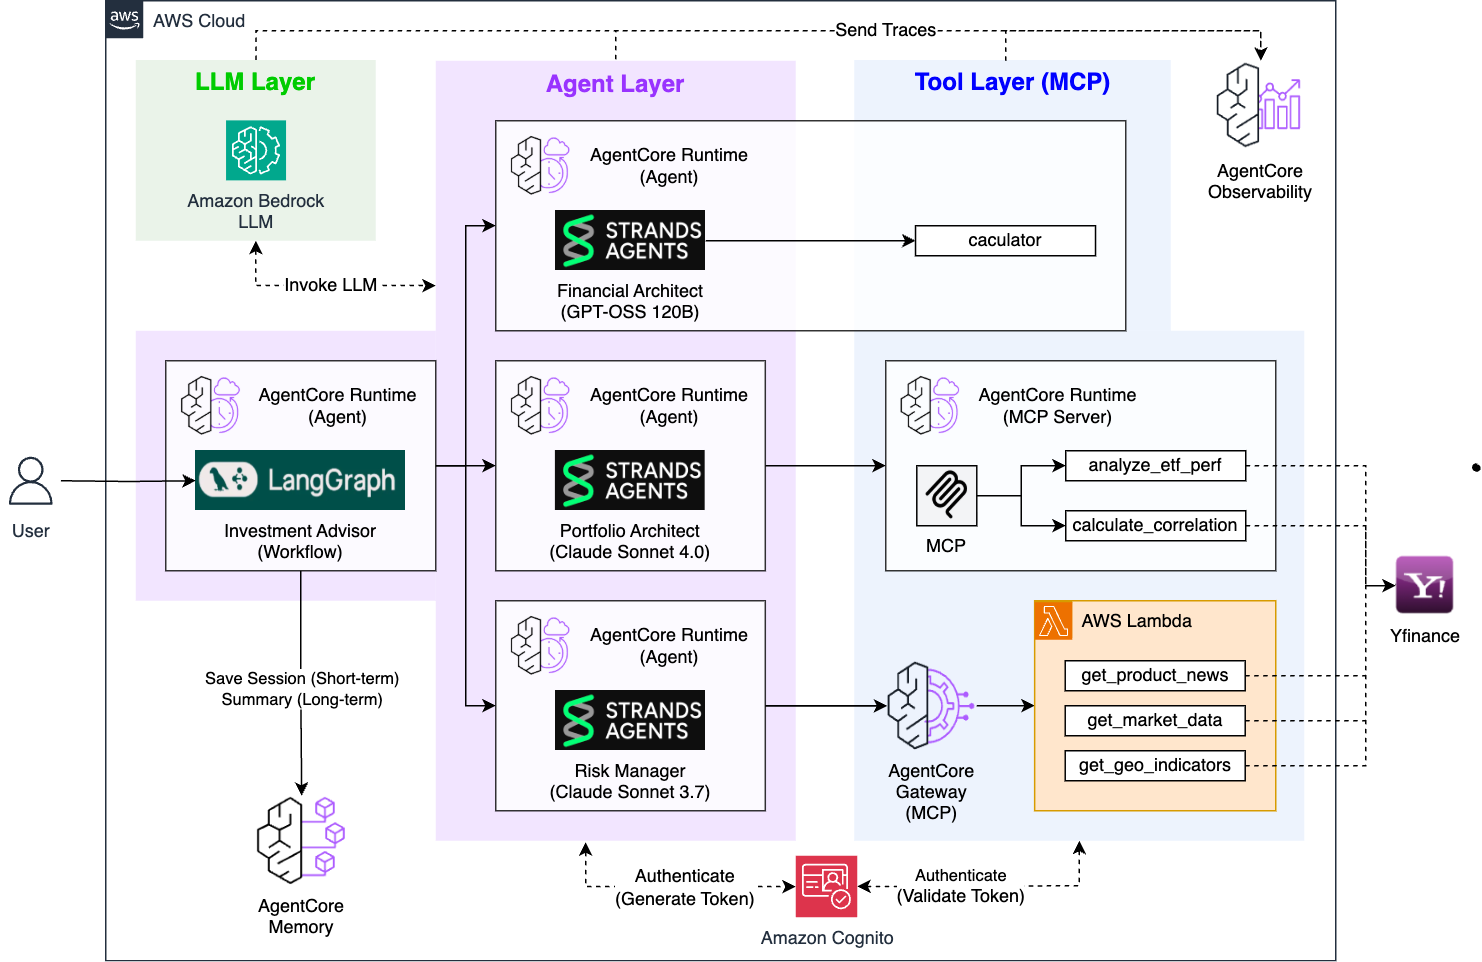 aws
AWS Cloud
Send Traces
LLM Layer
Agent Layer
Tool Layer (MCP)
Amazon Bedrock
LLM
AgentCore Runtime
(Agent)
STRANDS
AGENTS
Financial Architect
(GPT-OSS 120B)
caculator
AgentCore
Observability
Invoke LLM
AgentCore Runtime
(Agent)
LangGraph
Investment Advisor
(Workflow)
User
AgentCore Runtime
(Agent)
STRANDS
AGENTS
Portfolio Architect
(Claude Sonnet 4.0)
AgentCore Runtime
(MCP Server)
MCP
analyze_etf_perf
calculate_correlation
Y!
Yfinance
AgentCore Runtime
(Agent)
STRANDS
AGENTS
Risk Manager
(Claude Sonnet 3.7)
AgentCore
Gateway
(MCP)
AWS Lambda
get_product_news
get_market_data
get_geo_indicators
Save Session (Short-term)
Summary (Long-term)
AgentCore
Memory
Authenticate
(Generate Token)
Amazon Cognito
Authenticate
(Validate Token)